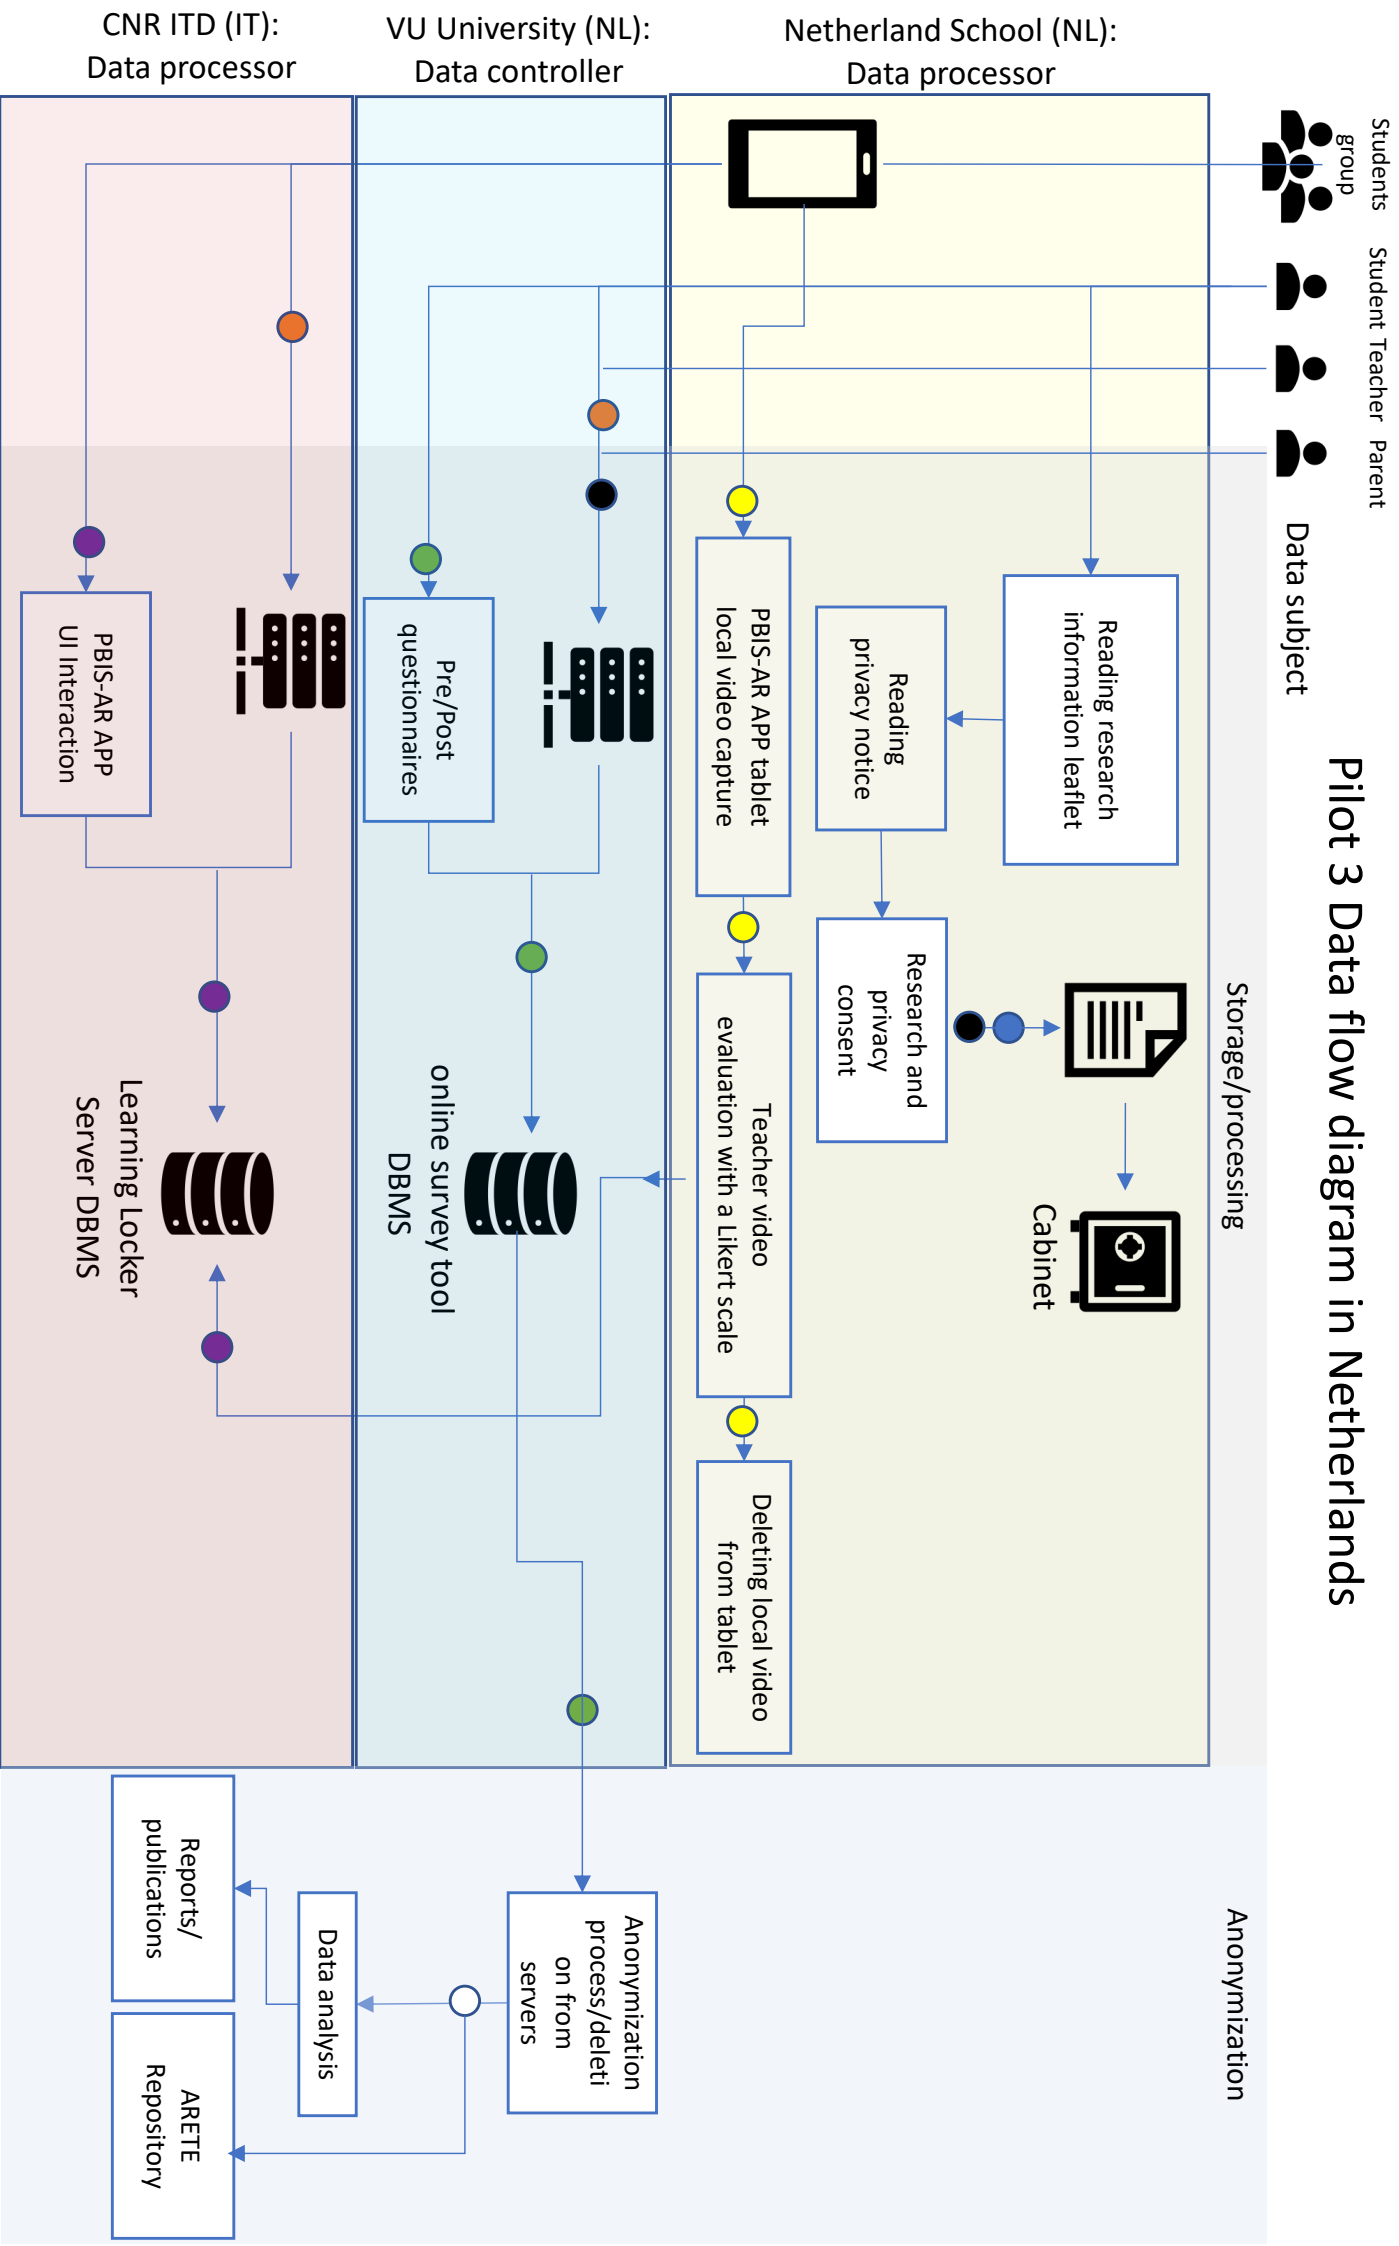 Pilot 3 Data flow diagram in Netherlands
Students
group
Student
Teacher
Parent
Data subject
Storage/processing
Anonymization
Netherland School (NL):
Data processor
Reading research
information leaflet
Reading
privacy notice
Research and
privacy
consent
Cabinet
PBIS-AR APP tablet
local video capture
Teacher video
evaluation with a Likert scale
Deleting local video
from tablet
VU University (NL):
Data controller
Pre/Post
questionnaires
online survey tool
DBMS
CNR ITD (IT):
Data processor
PBIS-AR APP
UI Interaction
Learning Locker
Server DBMS
Anonymization
process/deleti
on from
servers
Data analysis
Reports/
publications
ARETE
Repository